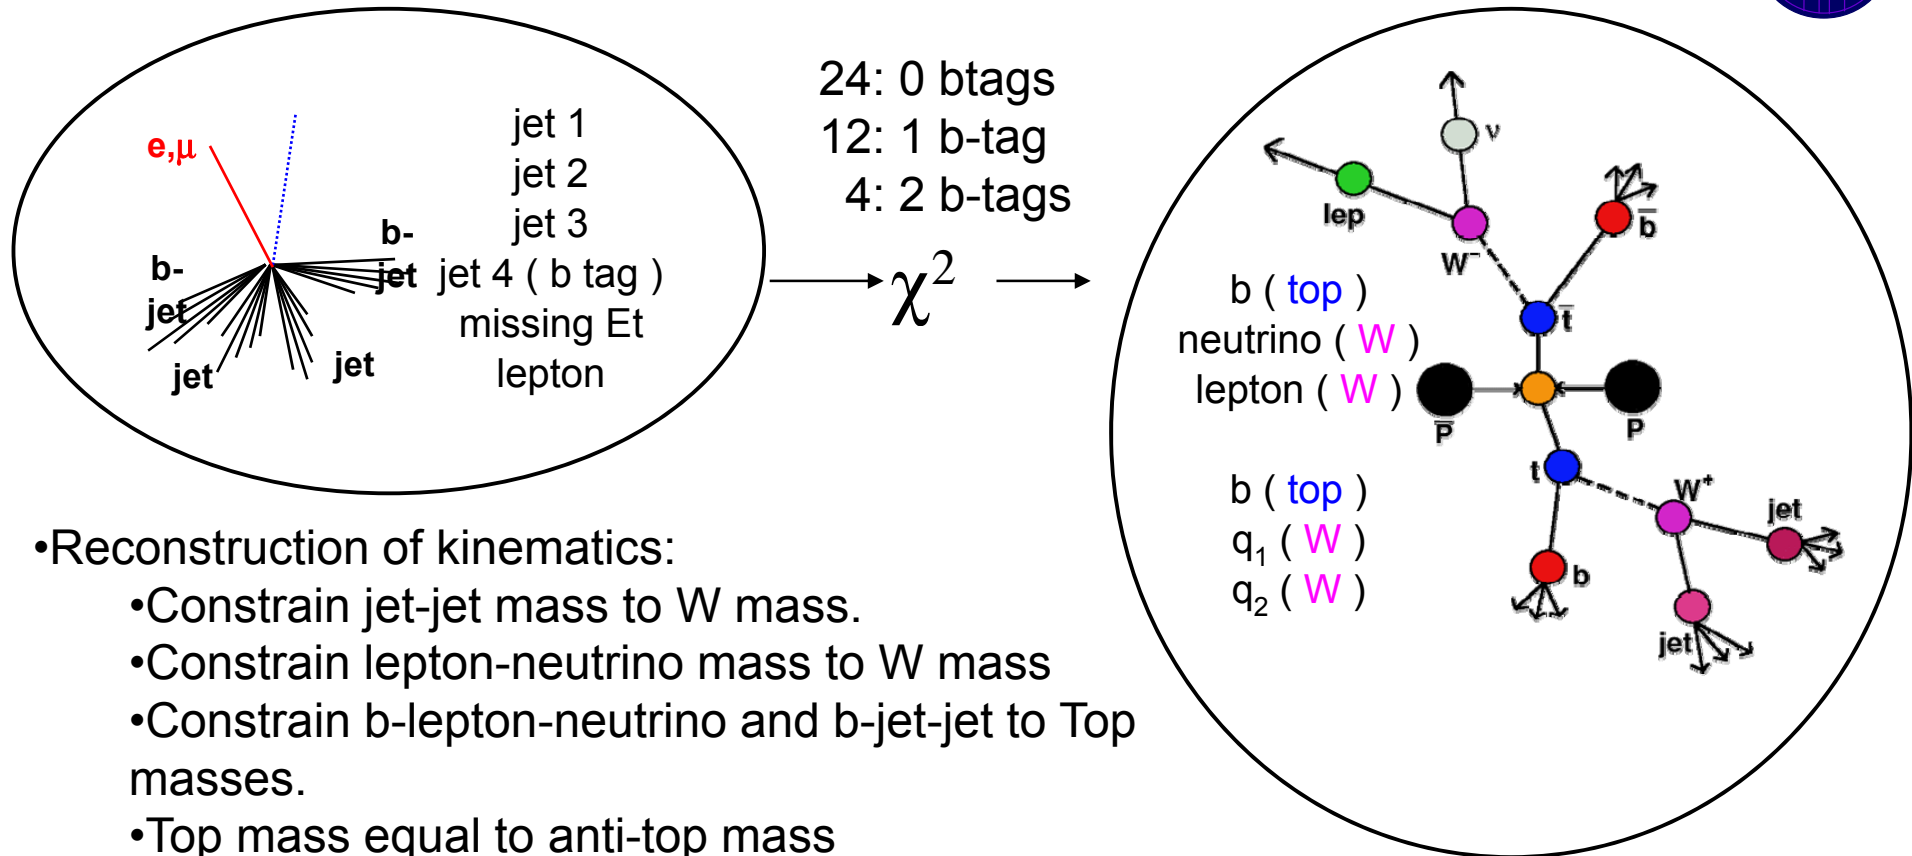 e,μ
b-
jet
b-
jet
jet
jet
jet 1
jet 2
jet 3
jet 4 ( b tag )
missing Et
lepton
24: 0 btags
12: 1 b-tag
4: 2 b-tags
χ²
b ( top )
neutrino ( W )
lepton ( W )
b ( top )
q₁ ( W )
q₂ ( W )
ν
lep
W⁻
b̄
t̄
P̄
P
t
W⁺
jet
b
jet
•Reconstruction of kinematics:
•Constrain jet-jet mass to W mass.
•Constrain lepton-neutrino mass to W mass
•Constrain b-lepton-neutrino and b-jet-jet to Top
masses.
•Top mass equal to anti-top mass